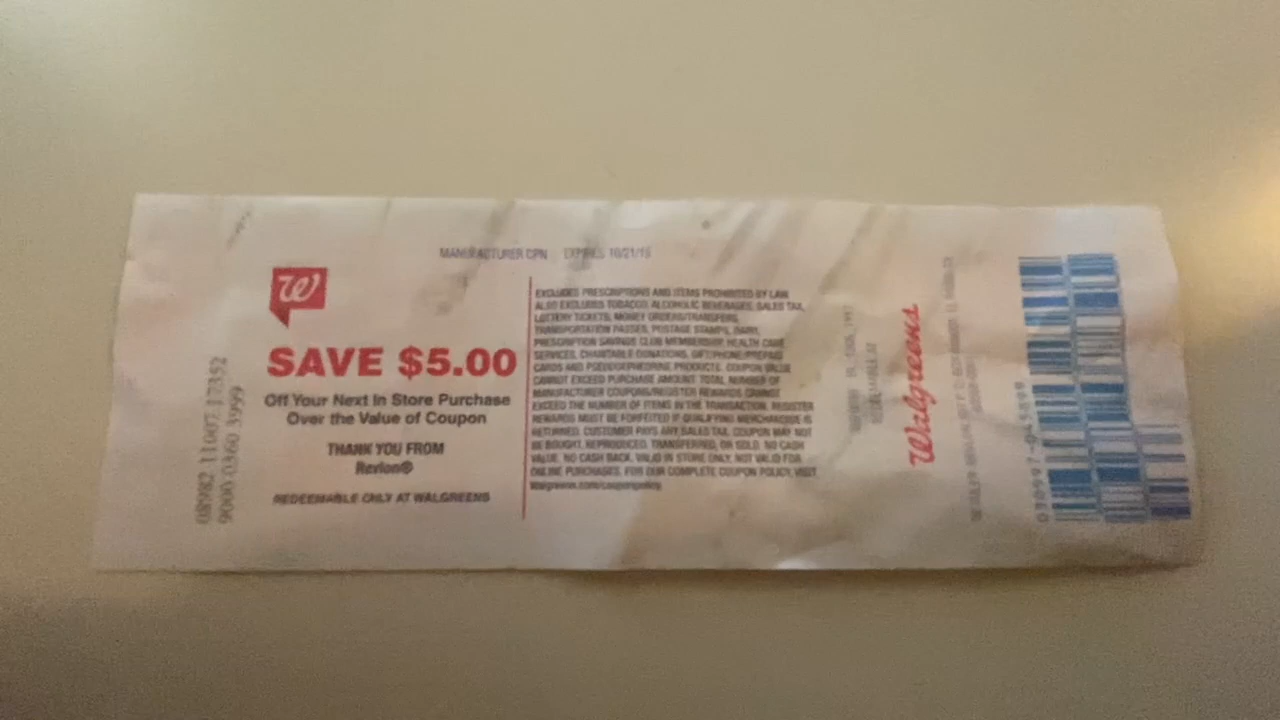 MANUFACTURER CPN EXPIRES 10/21/19
W
SAVE $5.00
Off Your Next In Store Purchase
Over the Value of Coupon
THANK YOU FROM
Revlon®
REDEEMABLE ONLY AT WALGREENS
08982 11007 17352
9000 0360 3999
EXCLUDES PRESCRIPTIONS AND ITEMS PROHIBITED BY LAW
ALSO EXCLUDES TOBACCO, ALCOHOLIC BEVERAGES, SALES TAX,
LOTTERY TICKETS, MONEY ORDERS/TRANSFERS,
TRANSPORTATION PASSES, POSTAGE STAMPS, DAIRY,
PRESCRIPTION SAVINGS CLUB MEMBERSHIP, HEALTH CARE
SERVICES, CHARITABLE DONATIONS, GIFT/PHONE/PREPAID
CARDS AND PSEUDOEPHEDRINE PRODUCTS. COUPON VALUE
CANNOT EXCEED PURCHASE AMOUNT. TOTAL NUMBER OF
MANUFACTURER COUPONS/REGISTER REWARDS CANNOT
EXCEED THE NUMBER OF ITEMS IN THE TRANSACTION. REGISTER
REWARDS MUST BE FORFEITED IF QUALIFYING MERCHANDISE IS
RETURNED. CUSTOMER PAYS ANY SALES TAX. COUPON MAY NOT
BE BOUGHT, REPRODUCED, TRANSFERRED, OR SOLD. NO CASH
VALUE. NO CASH BACK. VALID IN STORE ONLY, NOT VALID FOR
ONLINE PURCHASES. FOR OUR COMPLETE COUPON POLICY, VISIT
Walgreens.com/couponpolicy
Walgreens